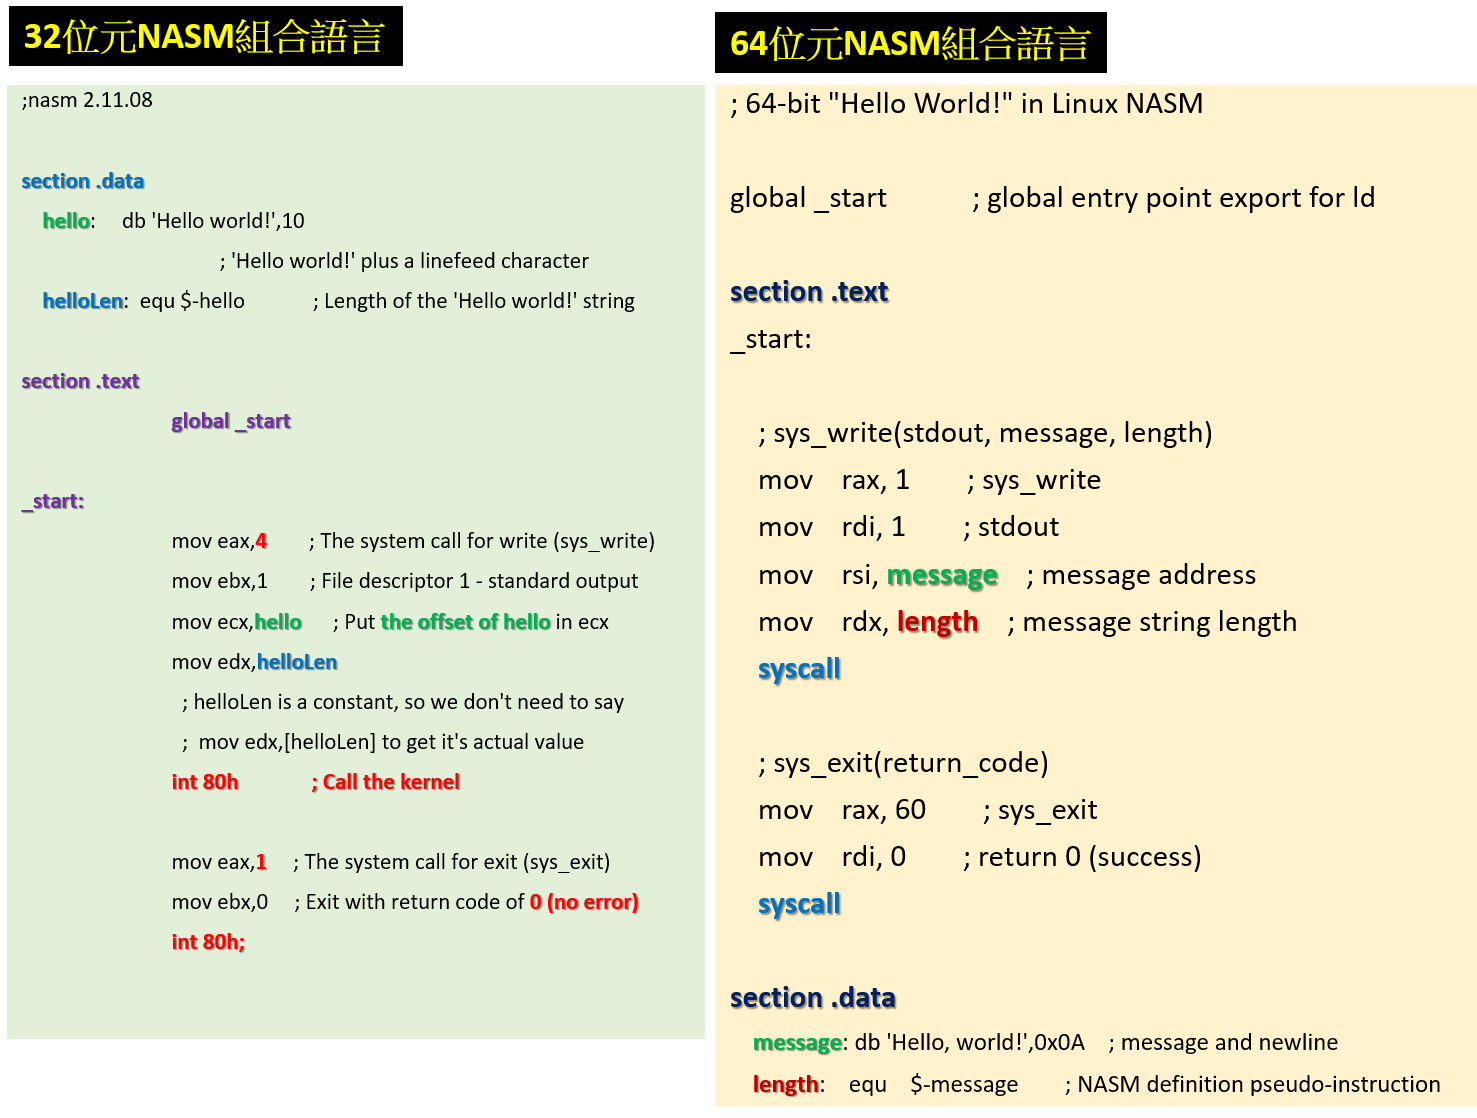 32位元NASM組合語言
;nasm 2.11.08
section .data
hello: db 'Hello world!',10
; 'Hello world!' plus a linefeed character
helloLen: equ $-hello ; Length of the 'Hello world!' string
section .text
global _start
_start:
mov eax,4 ; The system call for write (sys_write)
mov ebx,1 ; File descriptor 1 - standard output
mov ecx,hello ; Put the offset of hello in ecx
mov edx,helloLen
; helloLen is a constant, so we don't need to say
; mov edx,[helloLen] to get it's actual value
int 80h ; Call the kernel
mov eax,1 ; The system call for exit (sys_exit)
mov ebx,0 ; Exit with return code of 0 (no error)
int 80h;
64位元NASM組合語言
; 64-bit "Hello World!" in Linux NASM
global _start ; global entry point export for ld
section .text
_start:
; sys_write(stdout, message, length)
mov rax, 1 ; sys_write
mov rdi, 1 ; stdout
mov rsi, message ; message address
mov rdx, length ; message string length
syscall
; sys_exit(return_code)
mov rax, 60 ; sys_exit
mov rdi, 0 ; return 0 (success)
syscall
section .data
message: db 'Hello, world!',0x0A ; message and newline
length: equ $-message ; NASM definition pseudo-instruction